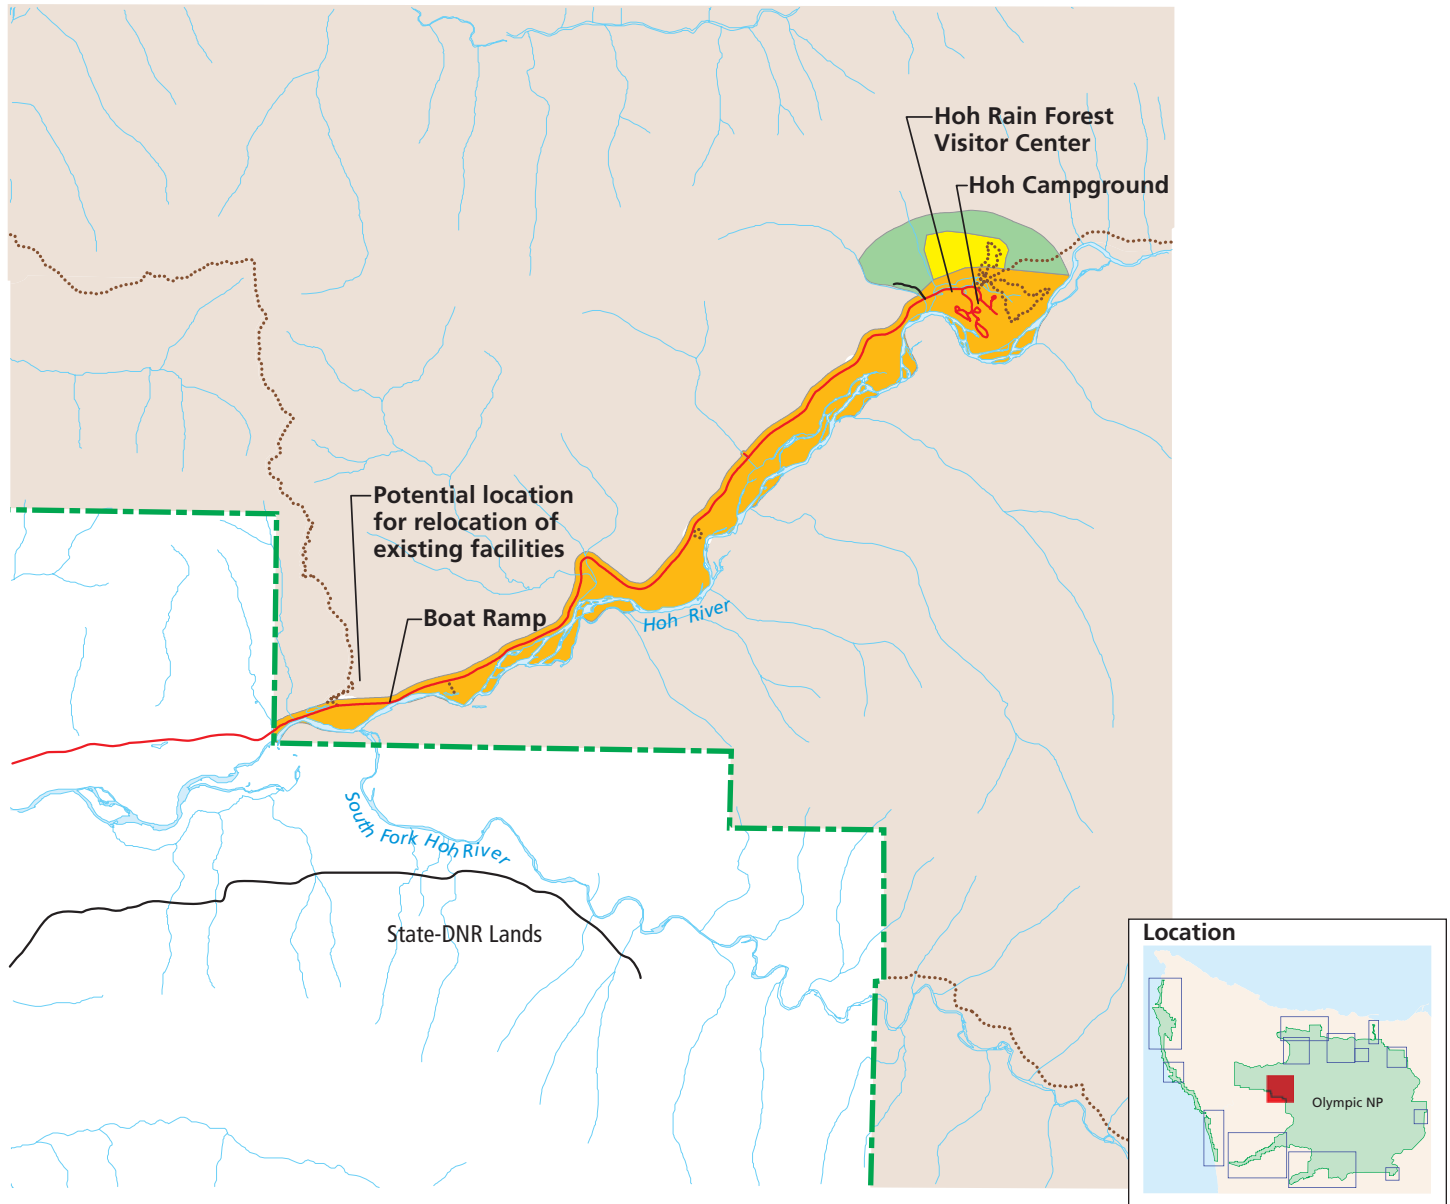 Hoh Rain Forest
Visitor Center
Hoh Campground
Potential location
for relocation of
existing facilities
Boat Ramp
Hoh River
South Fork Hoh River
State-DNR Lands
Location
Olympic NP